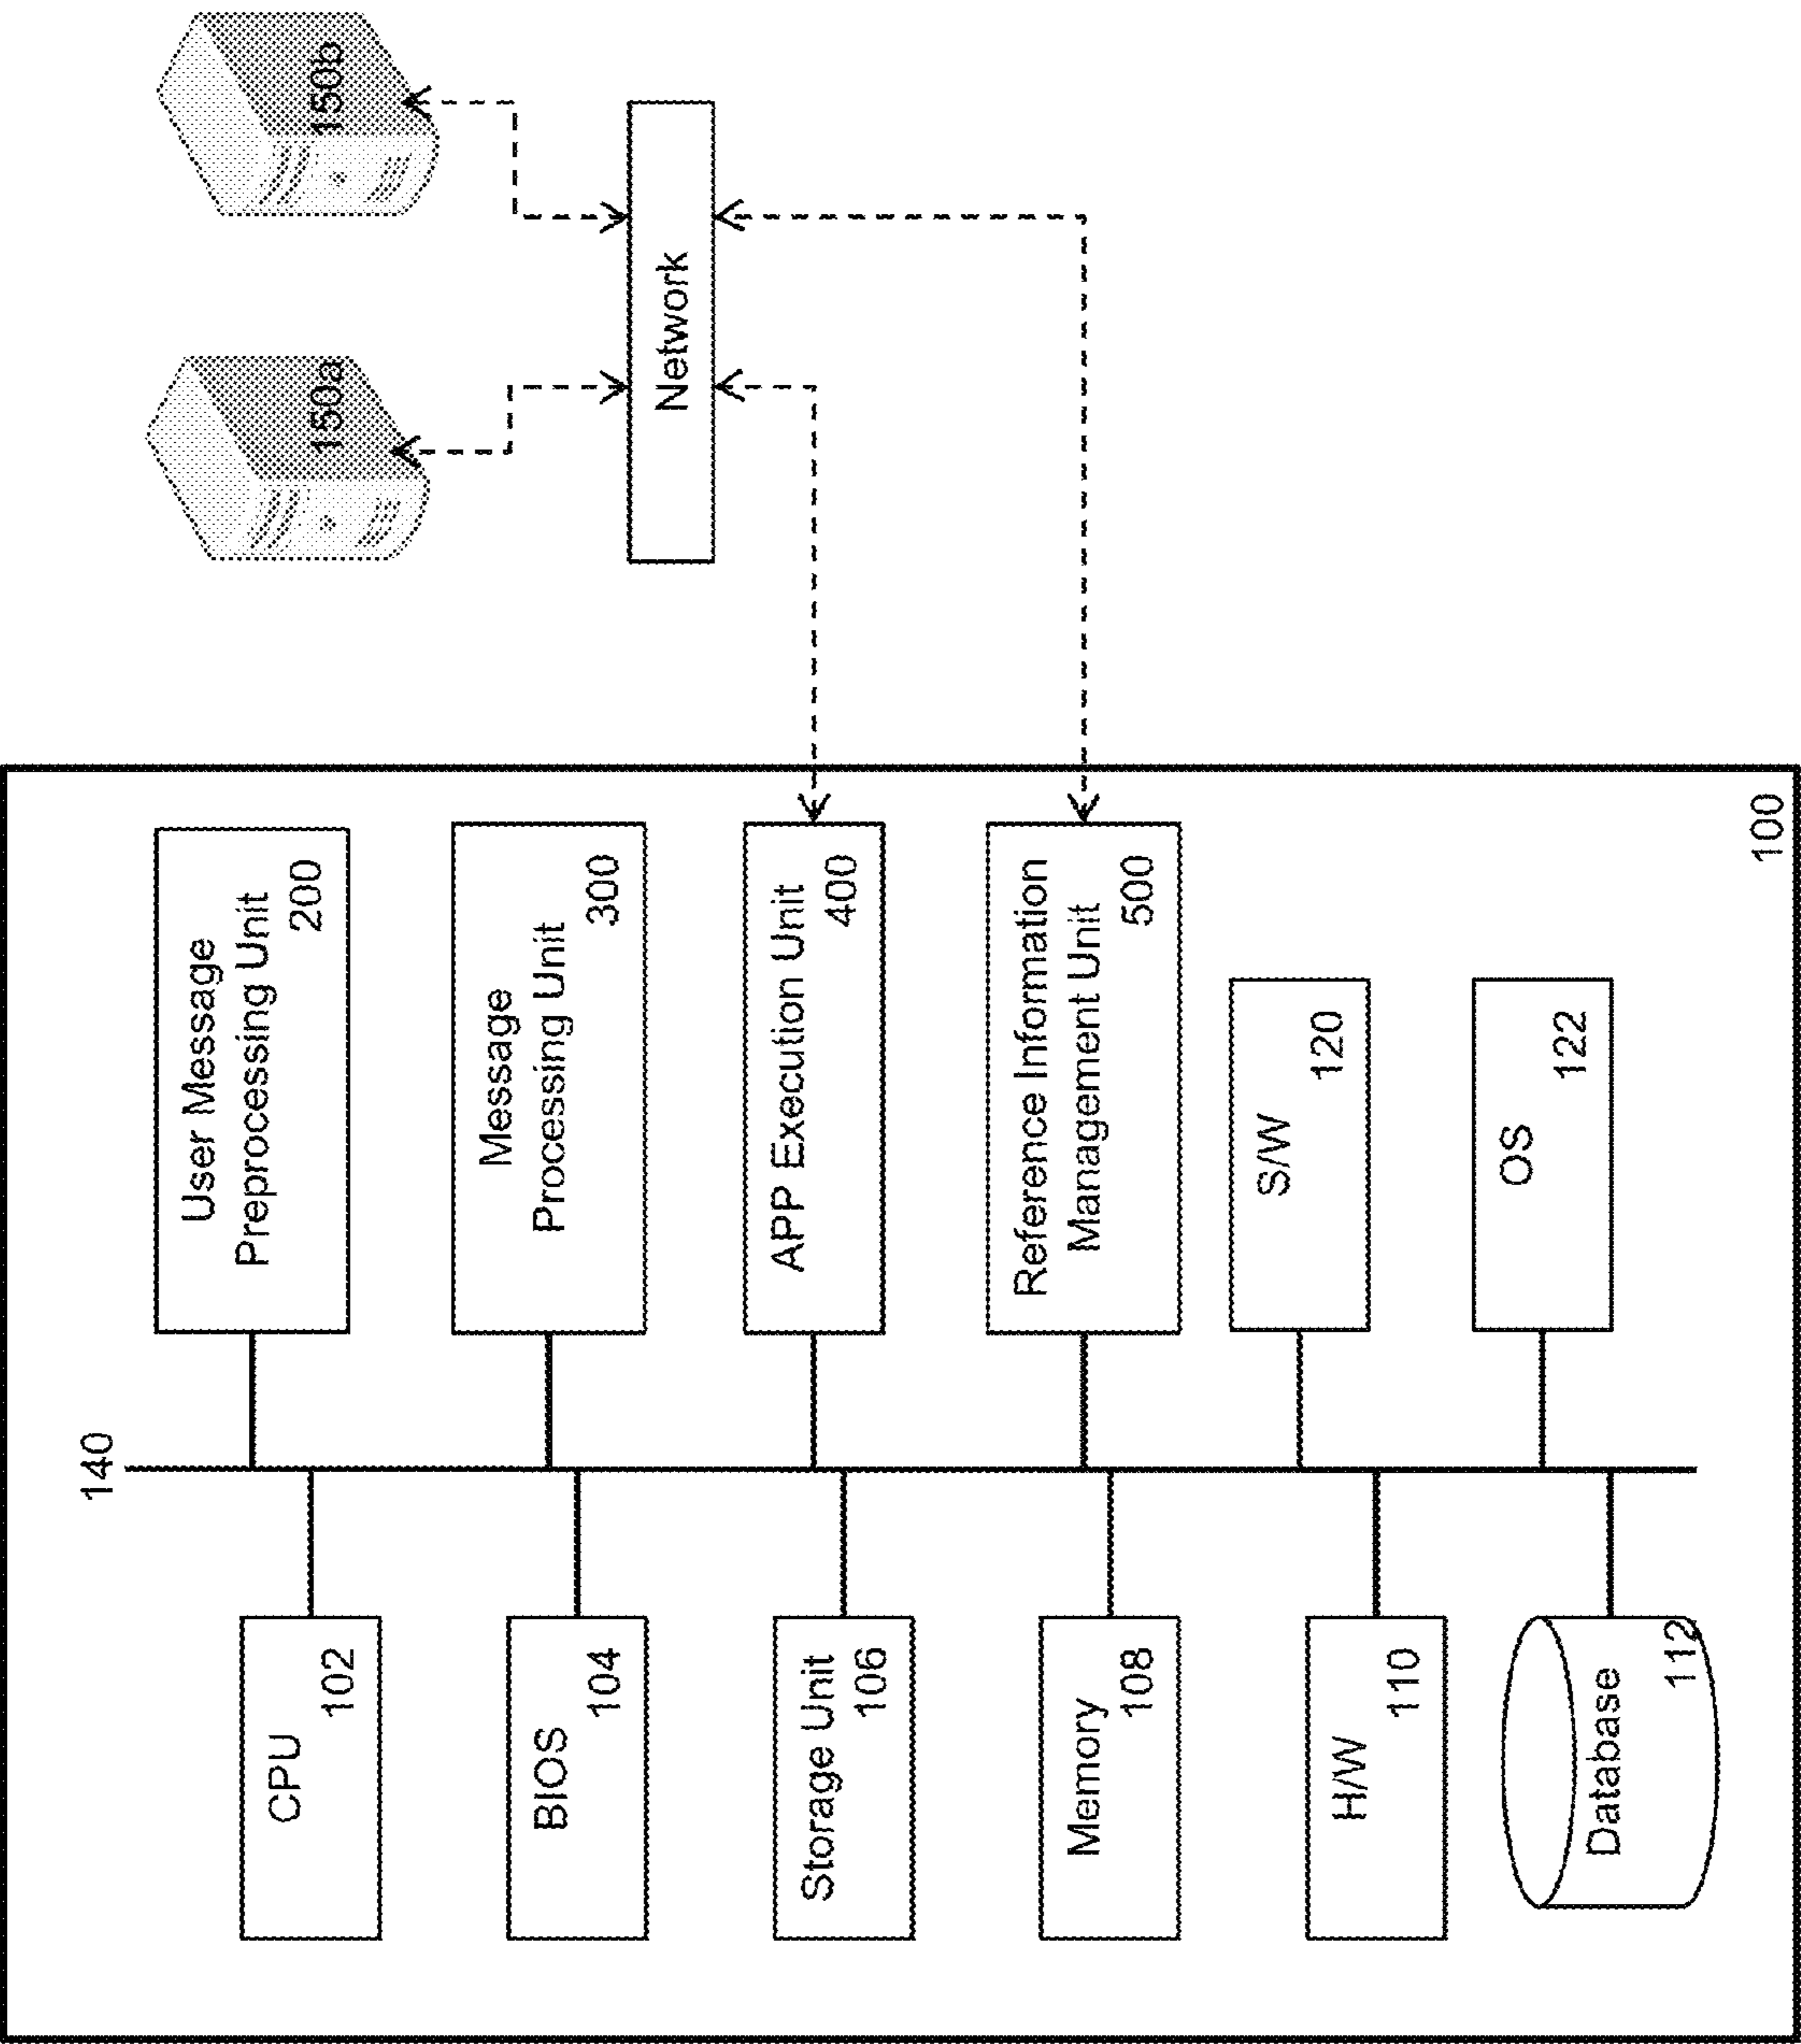 140
CPU
102
BIOS
104
Storage Unit
106
Memory
108
H/W
110
Database
112
User Message
Preprocessing Unit
200
Message
Processing Unit
300
APP Execution Unit
400
Reference Information
Management Unit
500
S/W
120
OS
122
100
Network
150a
150b